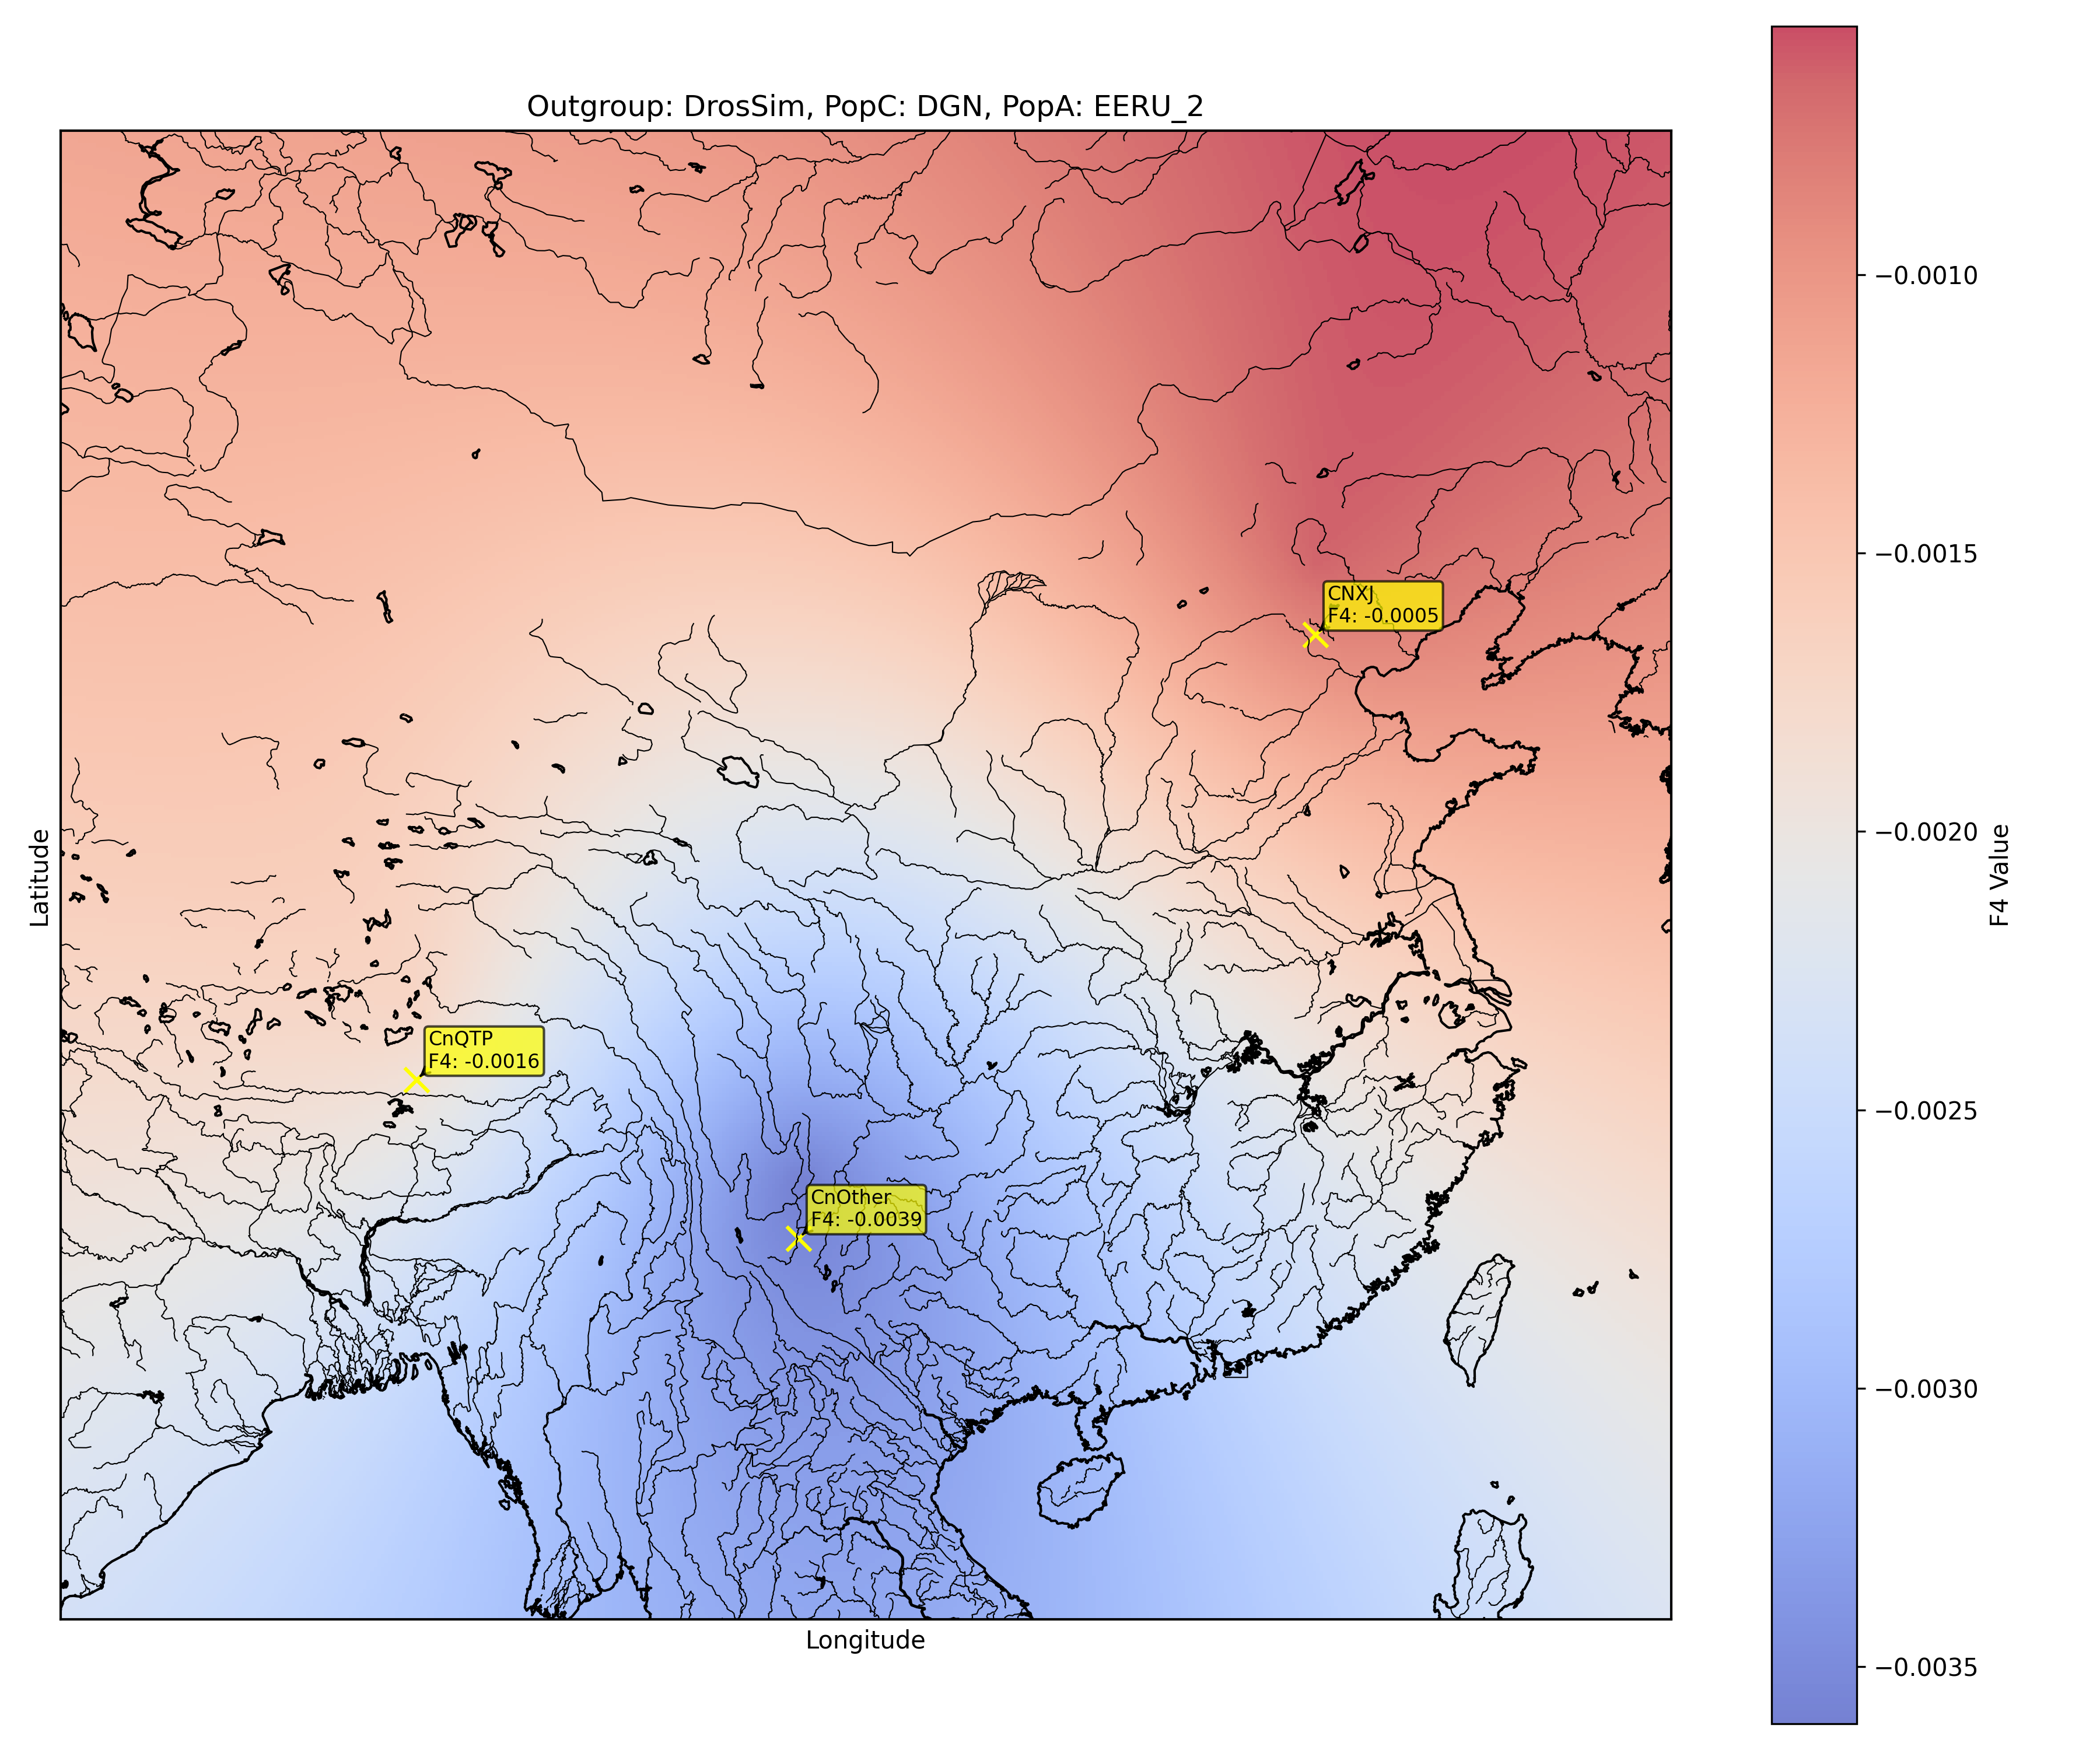 Outgroup: DrosSim, PopC: DGN, PopA: EERU_2
CNXJ
F4: -0.0005
CnQTP
F4: -0.0016
CnOther
F4: -0.0039
Latitude
Longitude
−0.0010
−0.0015
−0.0020
−0.0025
−0.0030
−0.0035
F4 Value